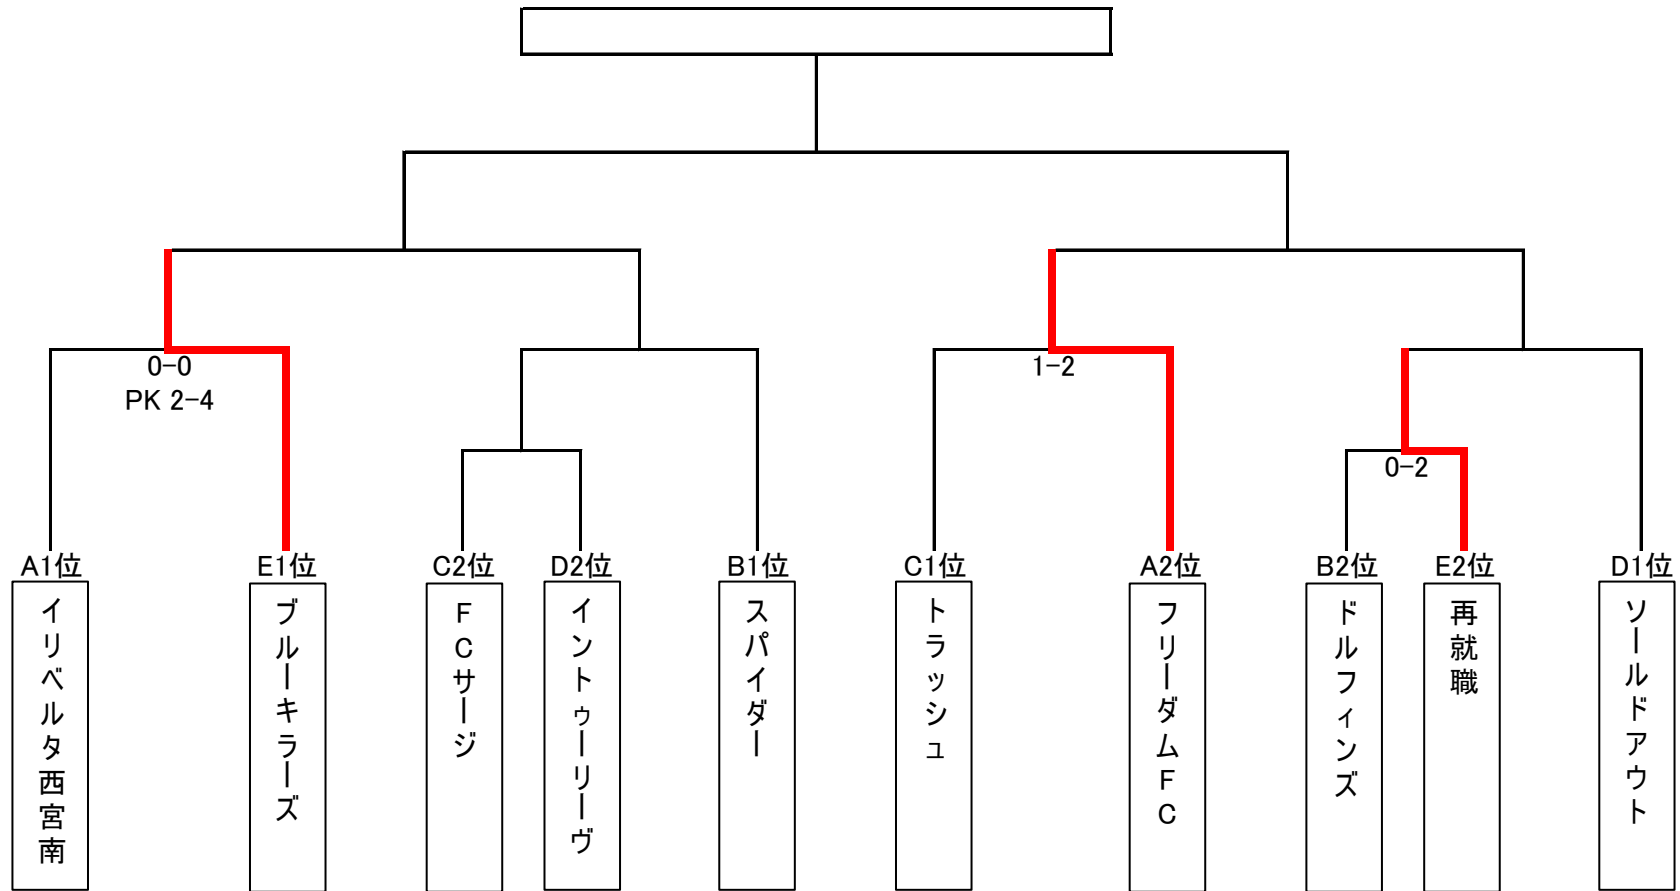 0-0
PK 2-4
1-2
0-2
A1位
E1位
C2位
D2位
B1位
C1位
A2位
B2位
E2位
D1位
イリベルタ西宮南
ブルーキラーズ
FCサージ
イントゥーリーヴ
スパイダー
トラッシュ
フリーダムFC
ドルフィンズ
再就職
ソールドアウト